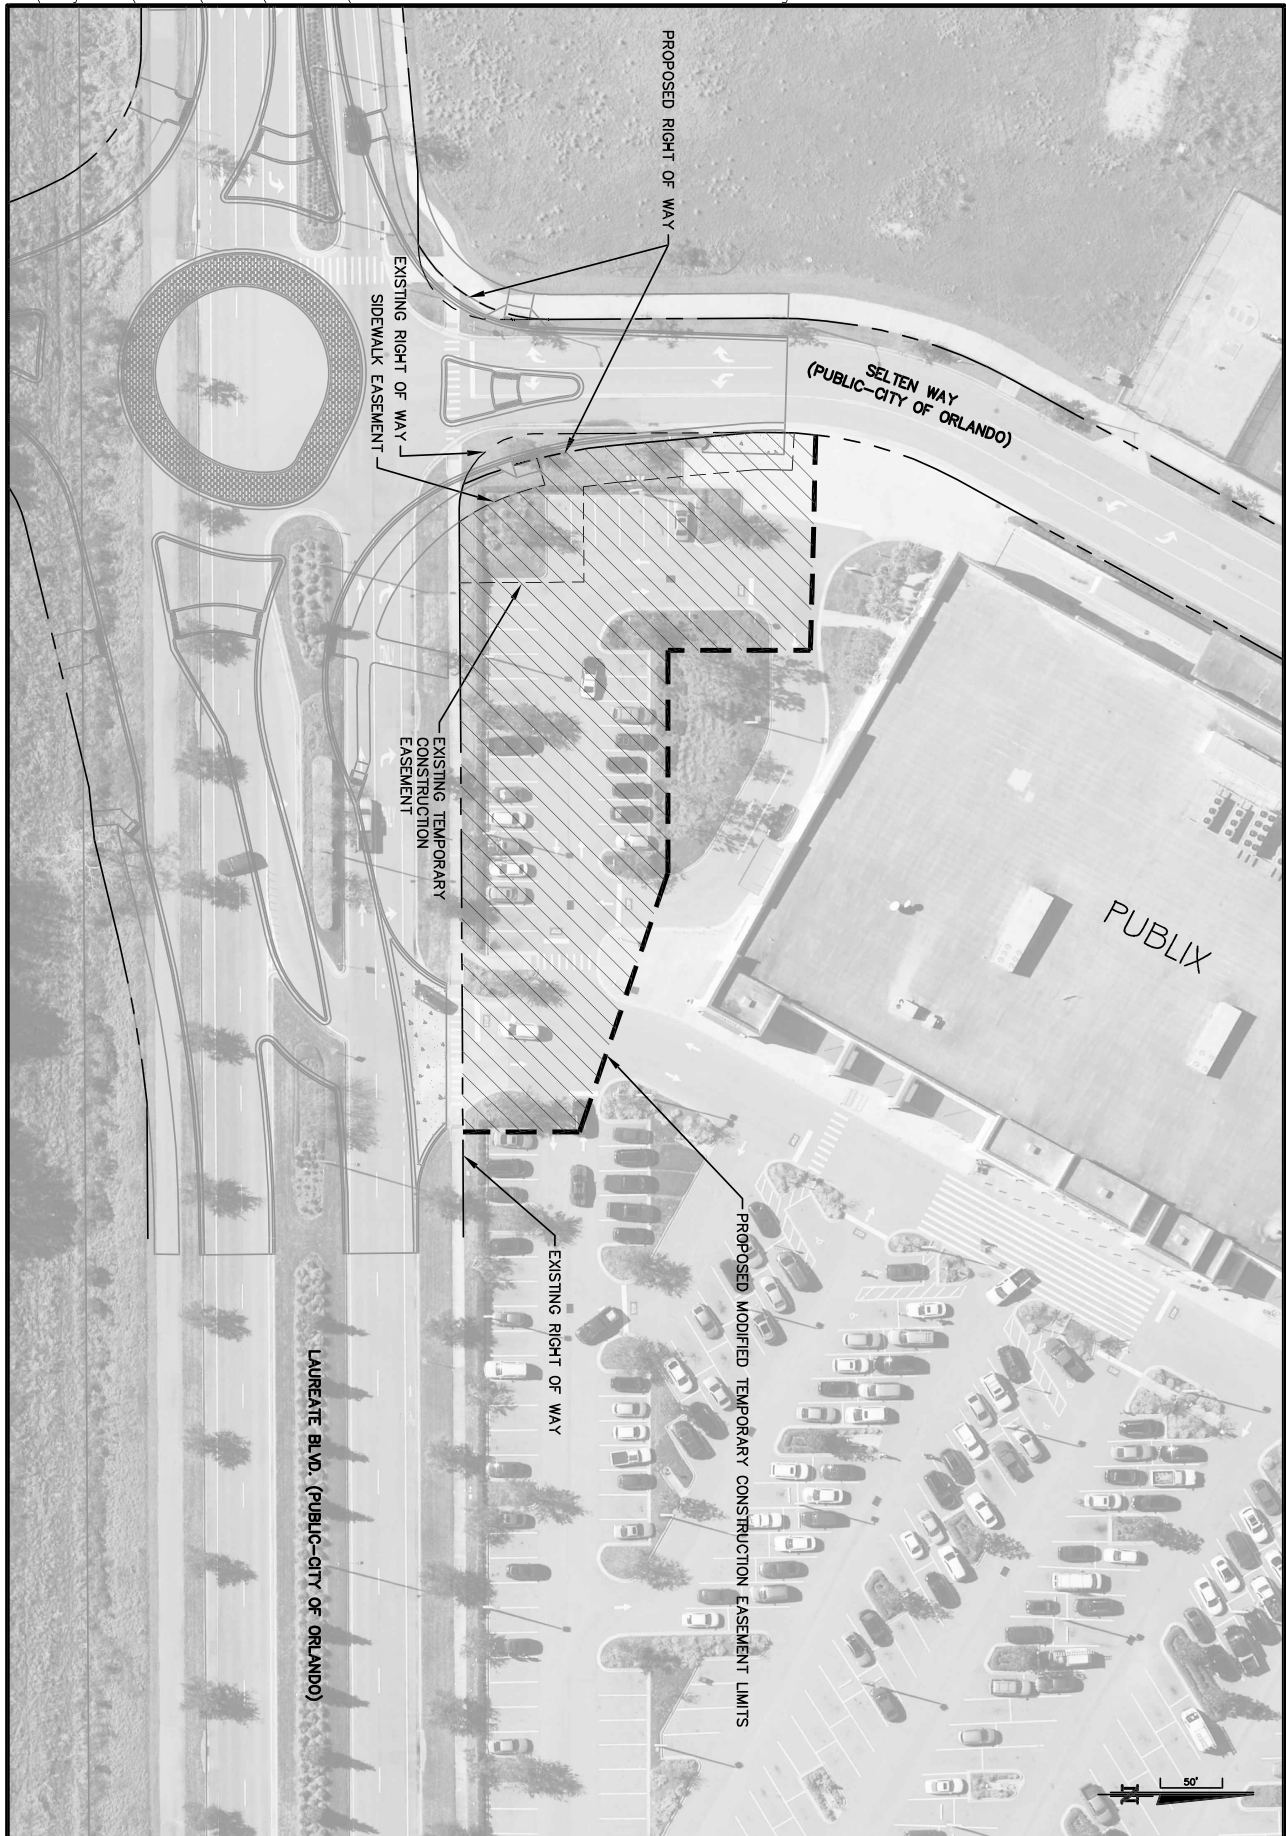 PROPOSED RIGHT OF WAY
SELTEN WAY
(PUBLIC-CITY OF ORLANDO)
EXISTING RIGHT OF WAY
SIDEWALK EASEMENT
EXISTING TEMPORARY
CONSTRUCTION
EASEMENT
PUBLIX
PROPOSED MODIFIED TEMPORARY CONSTRUCTION EASEMENT LIMITS
EXISTING RIGHT OF WAY
LAUREATE BLVD. (PUBLIC-CITY OF ORLANDO)
N
50'